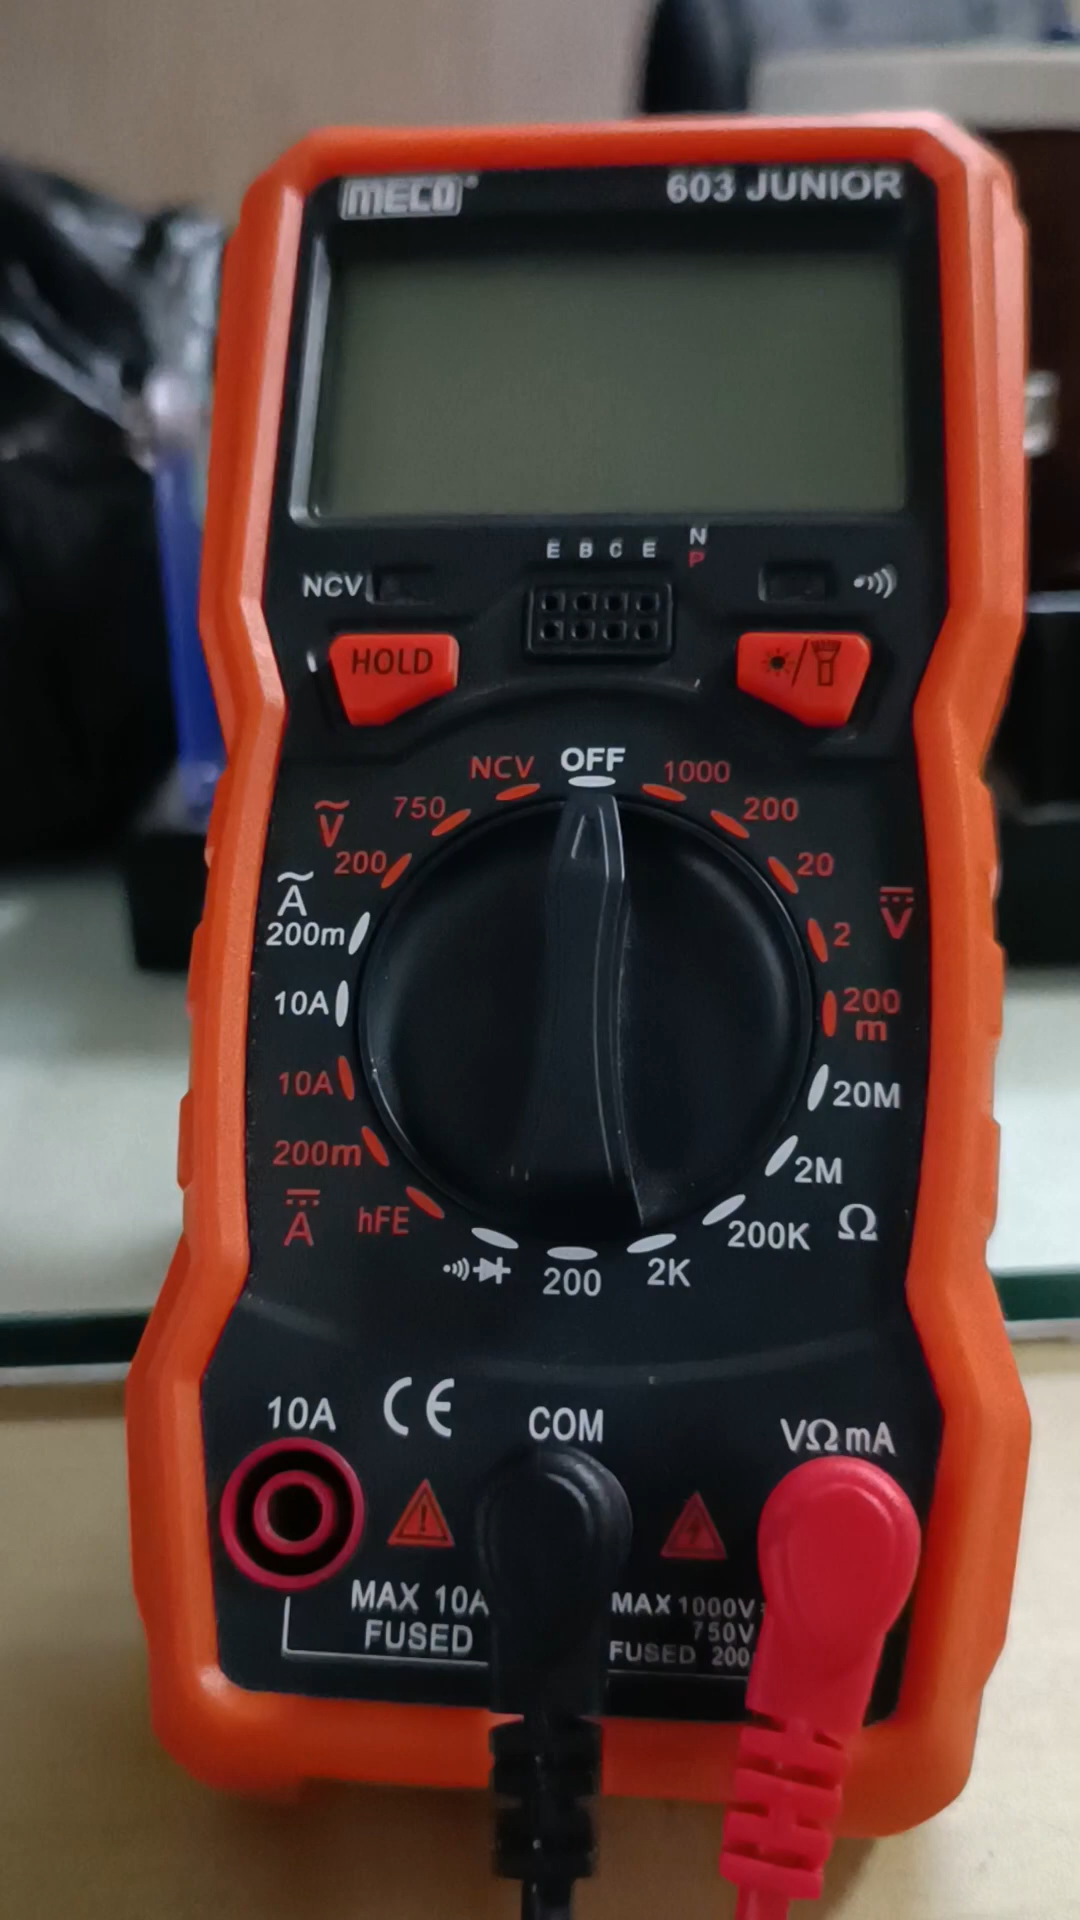 MECO® 603 JUNIOR
E B C E N
P
NCV
HOLD
NCV OFF 1000
750 200
V
200 20
A
200m 2 V
10A 200
m
10A 20M
200m 2M
A hFE 200K Ω
200 2K
10A CE COM VΩmA
MAX 10A MAX 1000V
FUSED 750V
FUSED 200